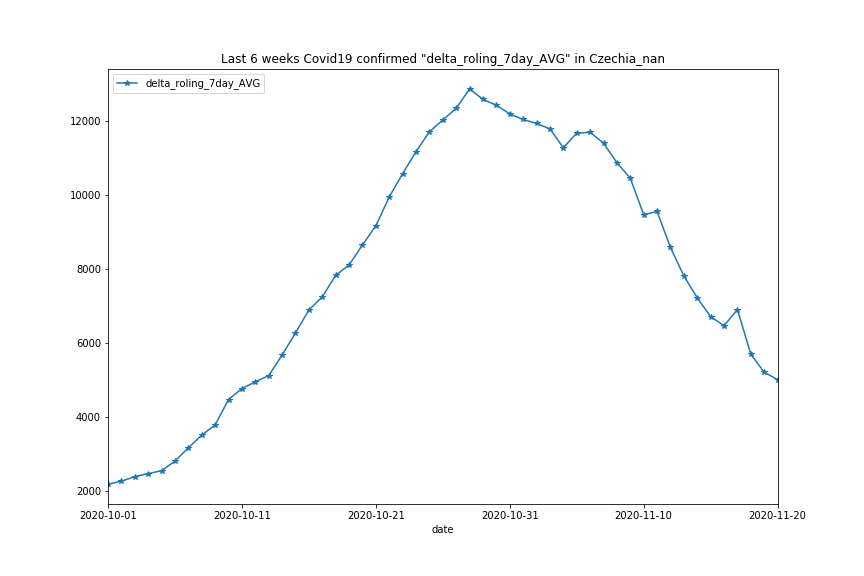 Last 6 weeks Covid19 confirmed "delta_roling_7day_AVG" in Czechia_nan
delta_roling_7day_AVG
12000
10000
8000
6000
4000
2000
2020-10-01 2020-10-11 2020-10-21 2020-10-31 2020-11-10 2020-11-20
date